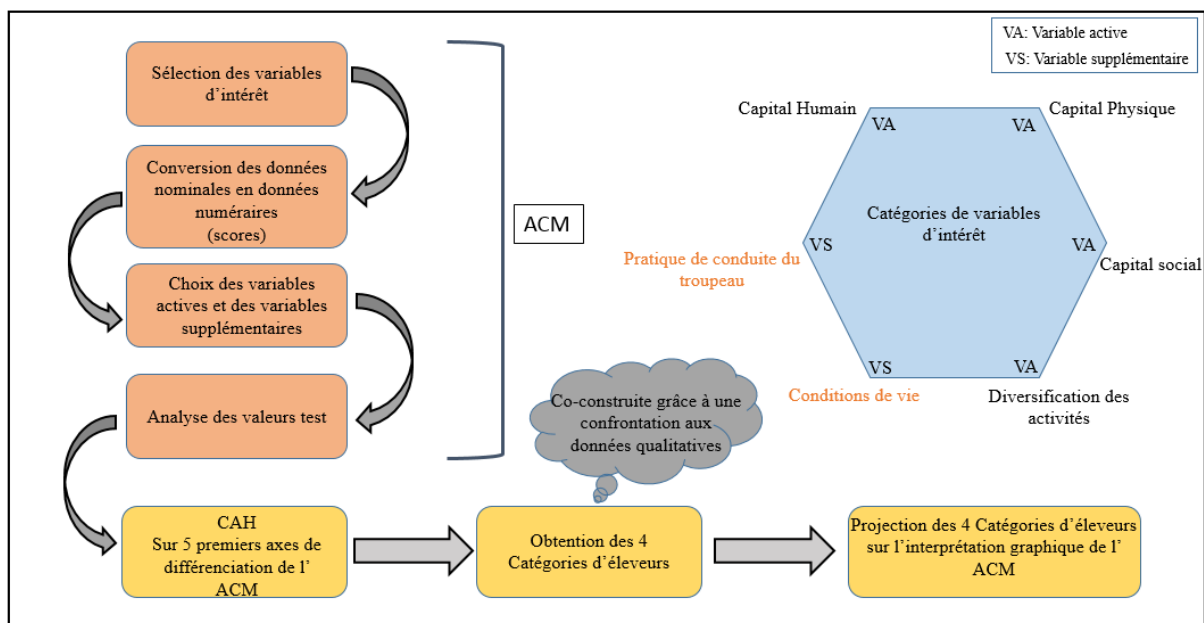 Sélection des variables
d'intérêt
Conversion des données
nominales en données
numéraires
(scores)
Choix des variables
actives et des variables
supplémentaires
Analyse des valeurs test
ACM
VA: Variable active
VS: Variable supplémentaire
Capital Humain
VA
VA
Capital Physique
Catégories de variables
d'intérêt
VS
VA
Pratique de conduite du
troupeau
Capital social
VS
VA
Conditions de vie
Diversification des
activités
Co-construite grâce à une
confrontation aux
données qualitatives
CAH
Sur 5 premiers axes de
différenciation de l'
ACM
Obtention des 4
Catégories d'éleveurs
Projection des 4 Catégories d'éleveurs
sur l'interprétation graphique de l'
ACM